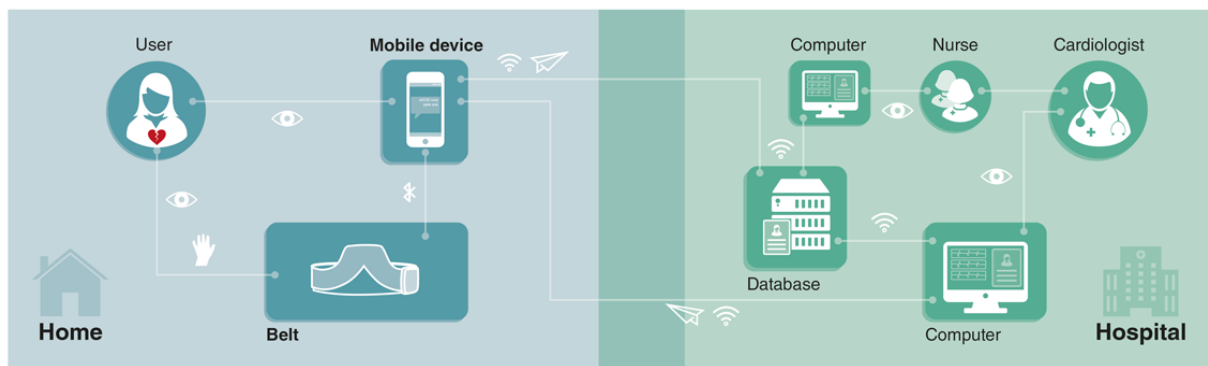 User
Mobile device
Computer
Nurse
Cardiologist
Database
Home
Belt
Computer
Hospital